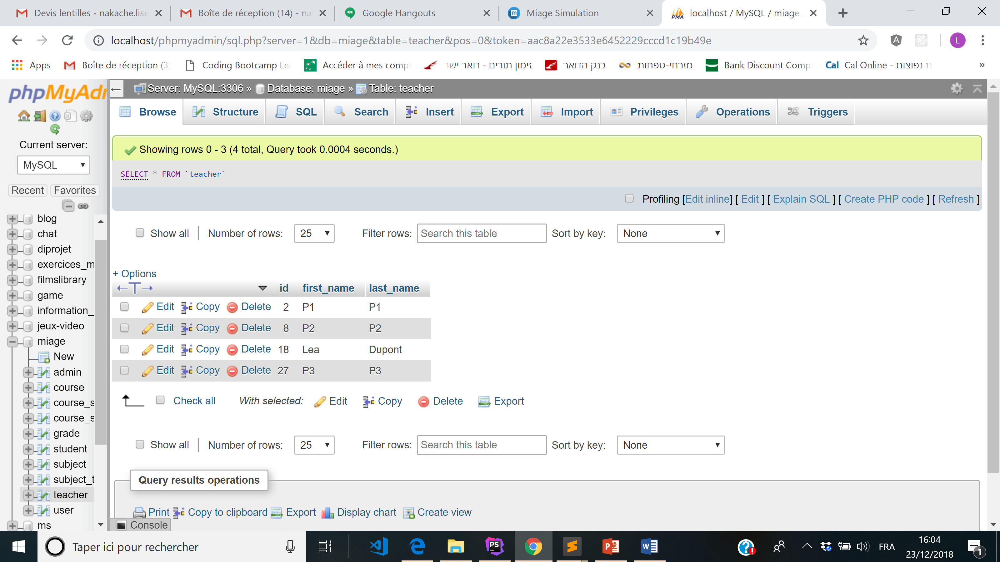 Devis lentilles - nakache.lise
Boîte de réception (14) - na
Google Hangouts
Miage Simulation
localhost / MySQL / miage
localhost/phpmyadmin/sql.php?server=1&db=miage&table=teacher&pos=0&token=aac8a22e3533e6452229cccd1c19b49e
L
Apps
Boîte de réception (3)
Coding Bootcamp Le
Accéder à mes compt
זימון תורים - דואר ישר
בנק הדואר
מזרחי-טפחות
Bank Discount Comp
Cal Cal Online - ת נפוצות
»
phpMyAdr
Server: MySQL:3306 » Database: miage » Table: teacher
Browse Structure SQL Search Insert Export Import Privileges Operations Triggers
Current server:
MySQL
Recent Favorites
blog
chat
diprojet
exercices_m
filmslibrary
game
information_
jeux-video
miage
New
admin
course
course_s
course_s
grade
student
subject
subject_t
teacher
user
ms
Showing rows 0 - 3 (4 total, Query took 0.0004 seconds.)
SELECT * FROM `teacher`
Profiling [Edit inline] [ Edit ] [ Explain SQL ] [ Create PHP code ] [ Refresh ]
Show all | Number of rows: 25 Filter rows: Search this table Sort by key: None
+ Options
←T→ id first_name last_name
Edit Copy Delete 2 P1 P1
Edit Copy Delete 8 P2 P2
Edit Copy Delete 18 Lea Dupont
Edit Copy Delete 27 P3 P3
Check all With selected: Edit Copy Delete Export
Show all | Number of rows: 25 Filter rows: Search this table Sort by key: None
Query results operations
Print Copy to clipboard Export Display chart Create view
Console
Taper ici pour rechercher
FRA
16:04
23/12/2018
1